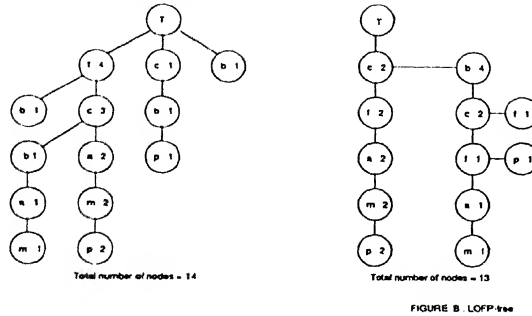 T T
f 4 c 1 b 1 c 2 b 4
b 1 c 3 b 1 f 2 c 2 f 1
b 1 a 2 p 1 a 2 f 1 p 1
a 1 m 2 m 2 a 1
m 1 p 2 p 2 m 1
Total number of nodes = 14 Total number of nodes = 13
FIGURE B. LOFP-tree